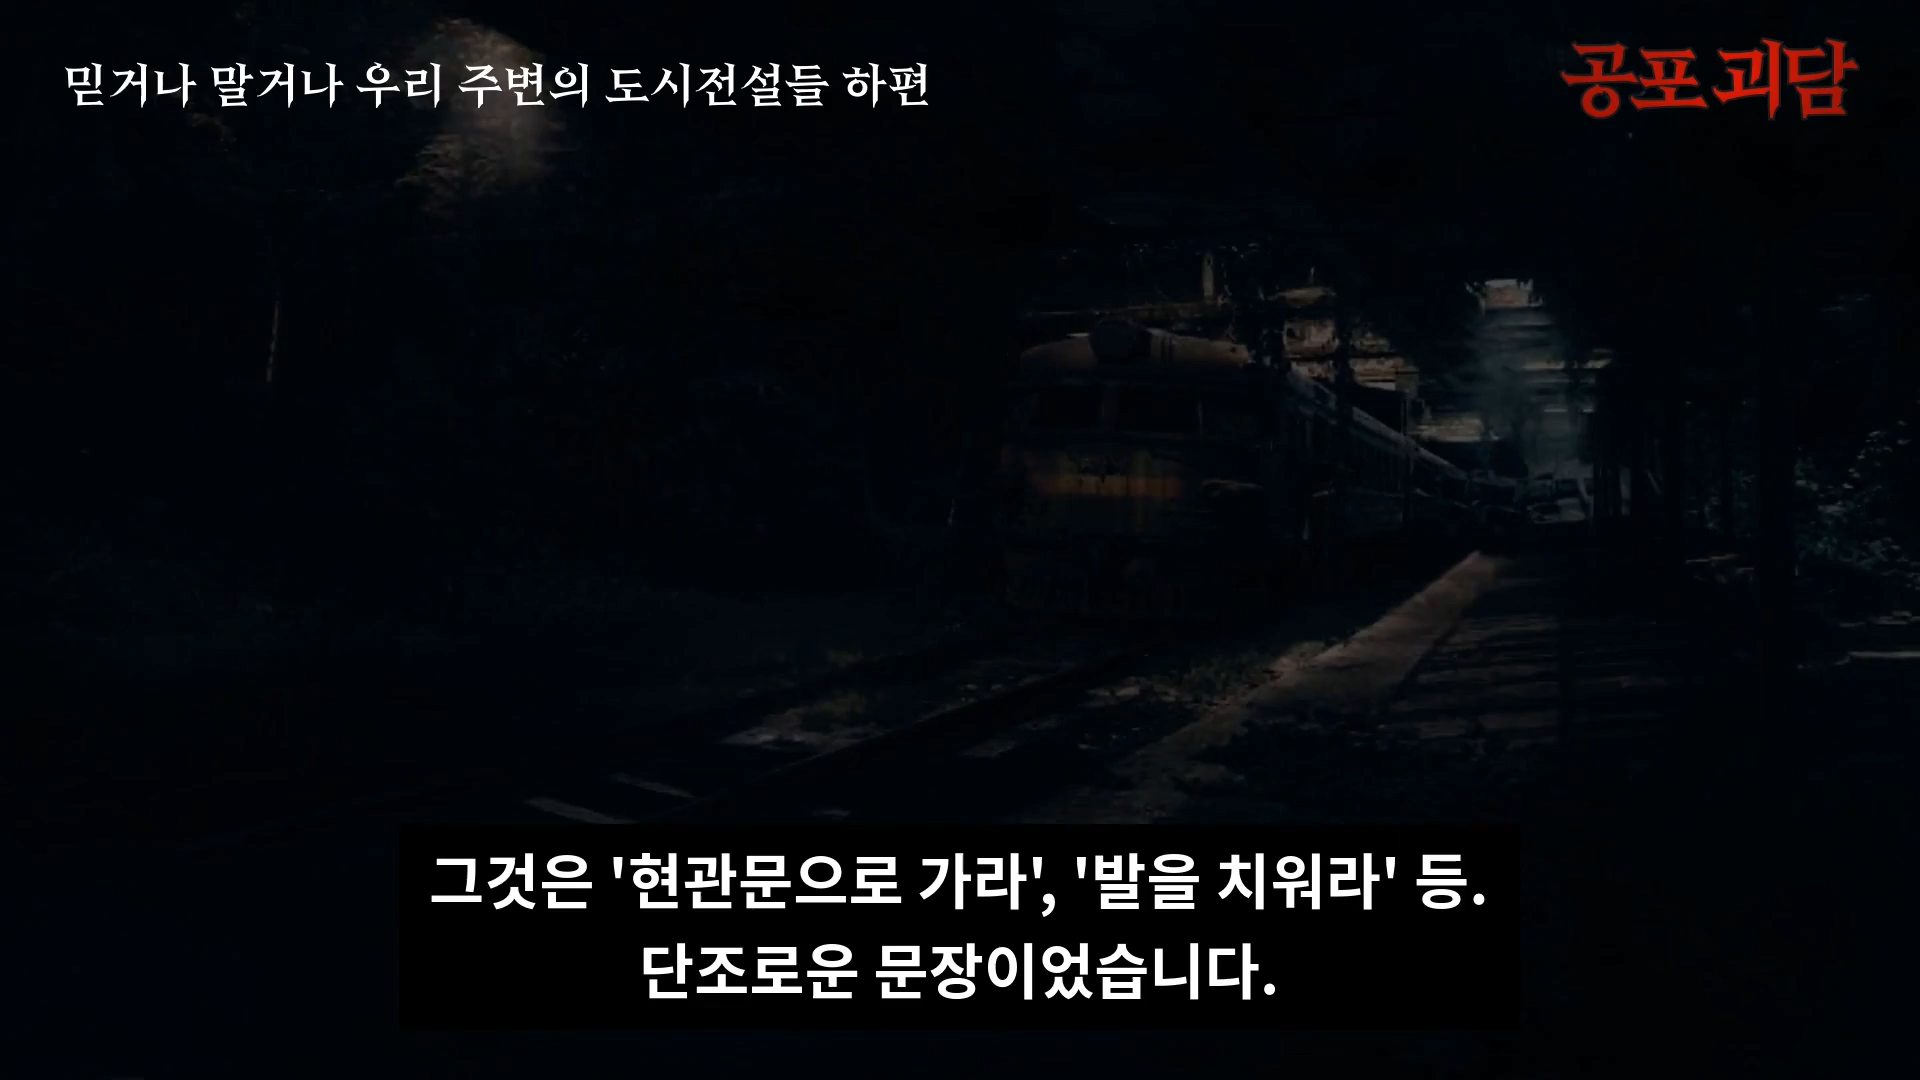 믿거나 말거나 우리 주변의 도시전설들 하편
공포 괴담
그것은 '현관문으로 가라', '발을 치워라' 등.
단조로운 문장이었습니다.